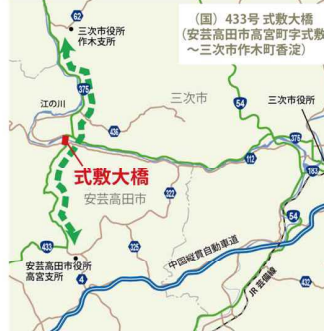 （国）433号 式敷大橋
（安芸高田市高宮町字式敷
～三次市作木町香淀）
62
三次市役所
作木支所
375
三次市
54
三次市役所
江の川
436
375
112
183
式敷大橋
安芸高田市
322
433
325
54
中国縦貫自動車道
安芸高田市役所
高宮支所
4
JR 芸備線
432